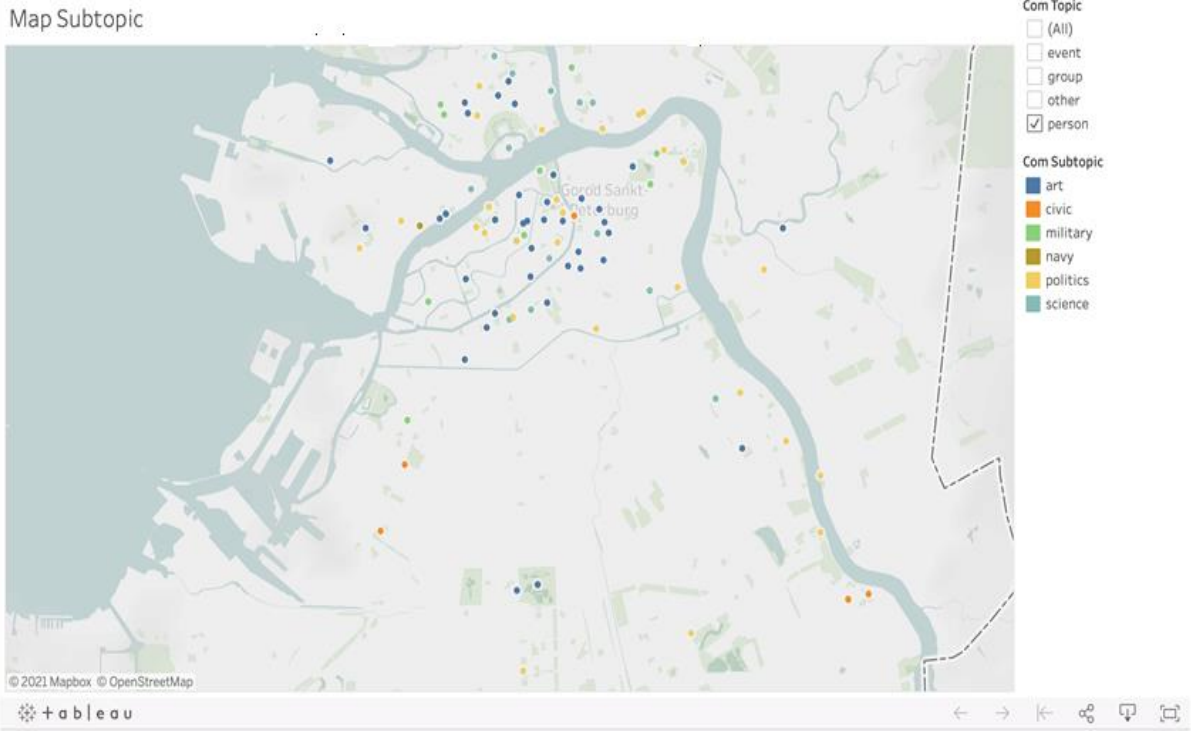 Map Subtopic
Gorod Sankt-
Peterburg
© 2021 Mapbox © OpenStreetMap
Com Topic
(All)
event
group
other
person
Com Subtopic
art
civic
military
navy
politics
science
+ a b l e a u